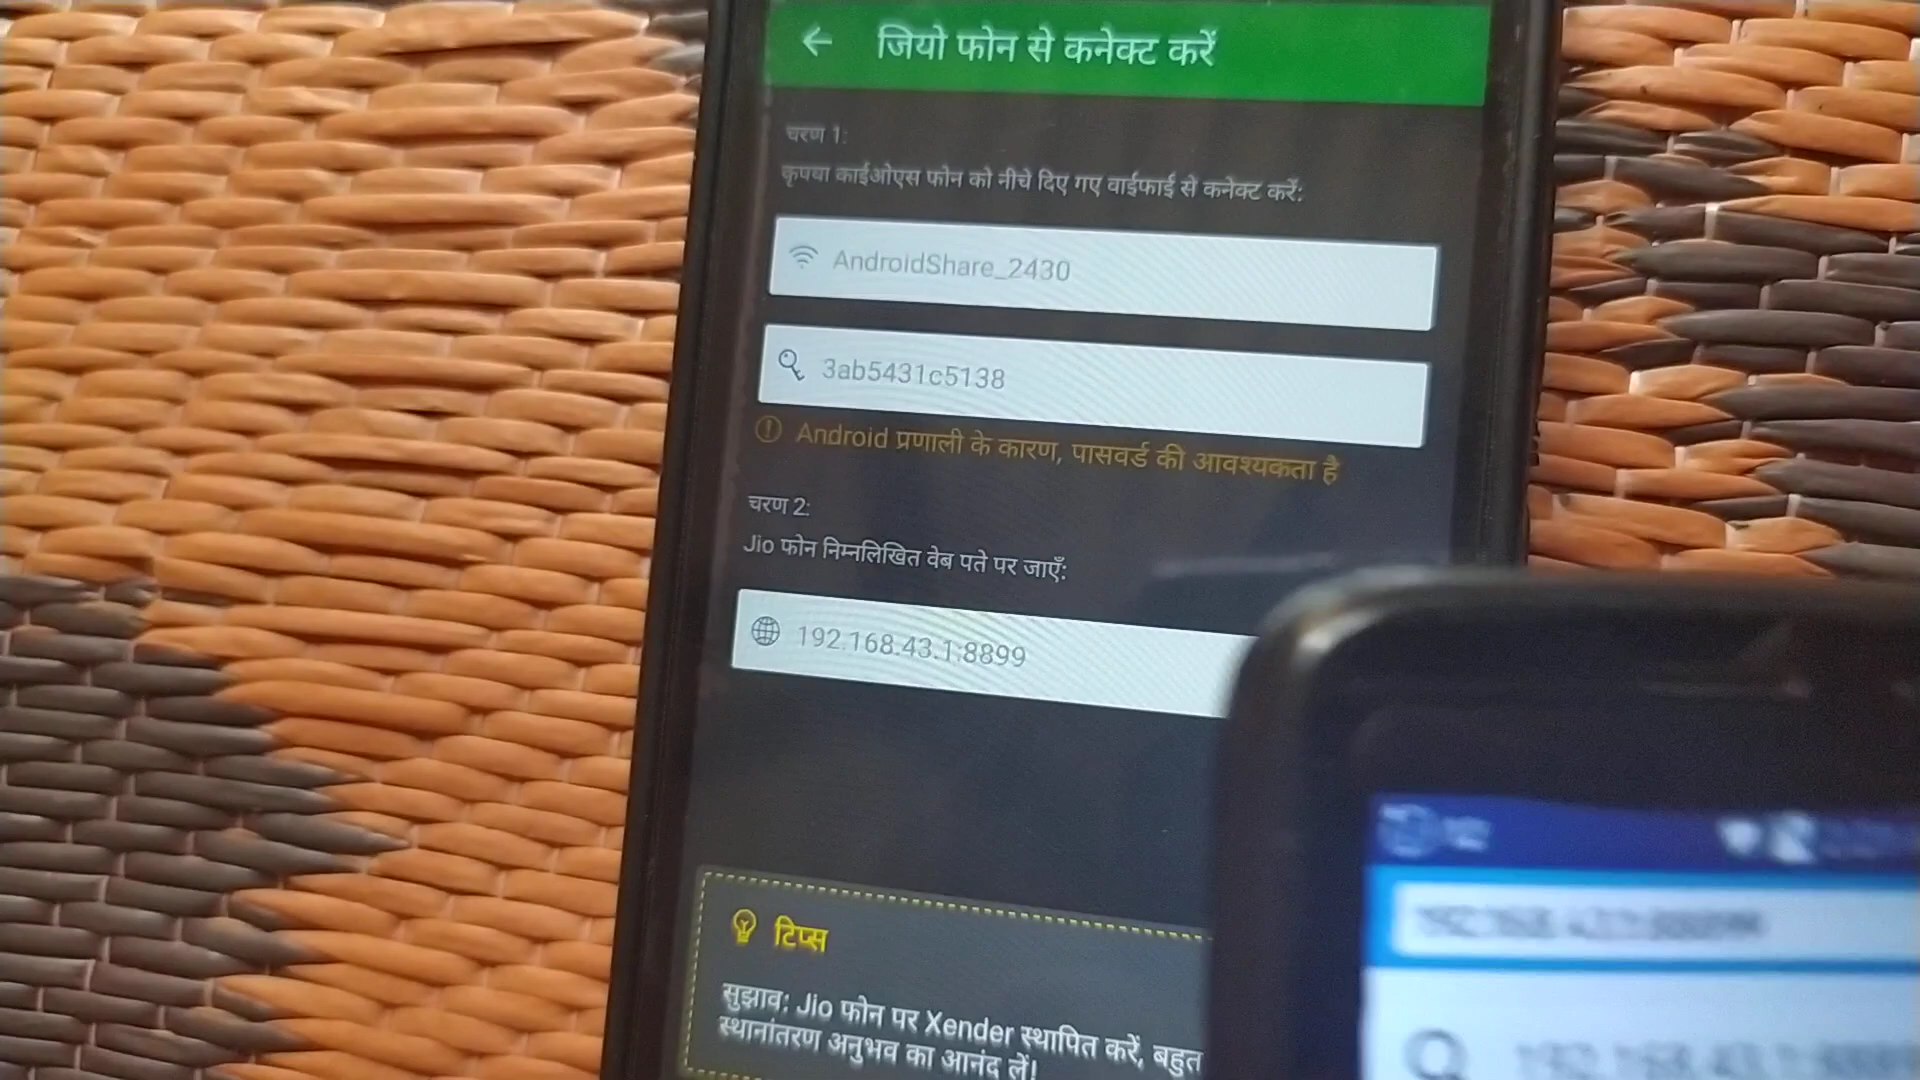 जियो फोन से कनेक्ट करें
चरण 1:
कृपया काईओएस फोन को नीचे दिए गए वाईफाई से कनेक्ट करें:
AndroidShare_2430
3ab5431c5138
Android प्रणाली के कारण, पासवर्ड की आवश्यकता है
चरण 2:
Jio फोन निम्नलिखित वेब पते पर जाएँ:
192.168.43.1:8899
टिप्स
सुझाव: Jio फोन पर Xender स्थापित करें, बहुत
स्थानांतरण अनुभव का आनंद लें!